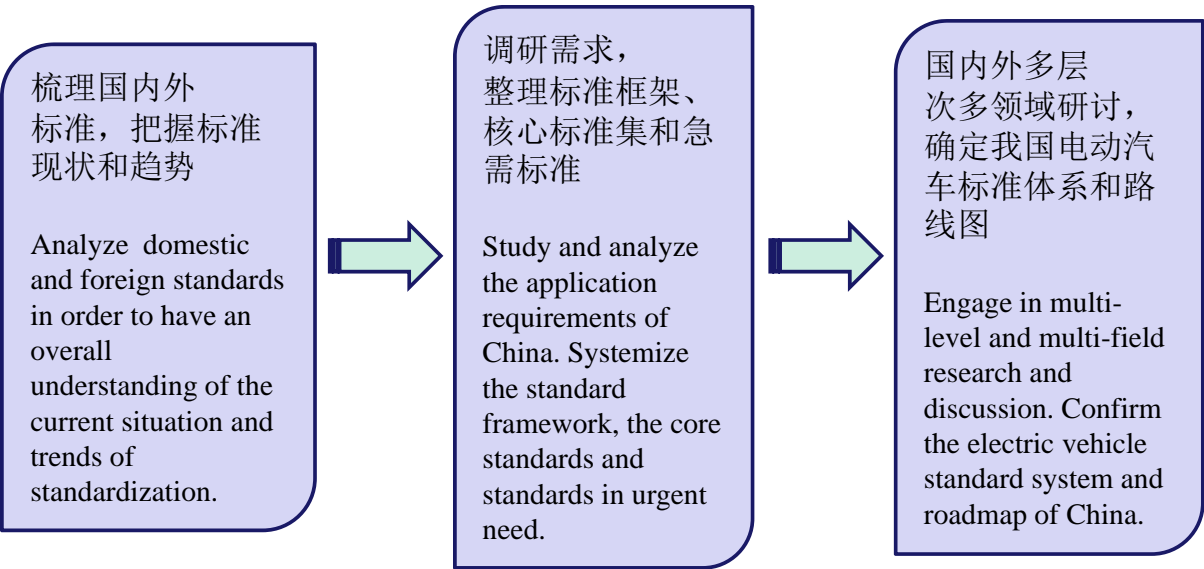 梳理国内外
标准，把握标准
现状和趋势
Analyze domestic
and foreign standards
in order to have an
overall
understanding of the
current situation and
trends of
standardization.
调研需求，
整理标准框架、
核心标准集和急
需标准
Study and analyze
the application
requirements of
China. Systemize
the standard
framework, the core
standards and
standards in urgent
need.
国内外多层
次多领域研讨，
确定我国电动汽
车标准体系和路
线图
Engage in multi-
level and multi-field
research and
discussion. Confirm
the electric vehicle
standard system and
roadmap of China.